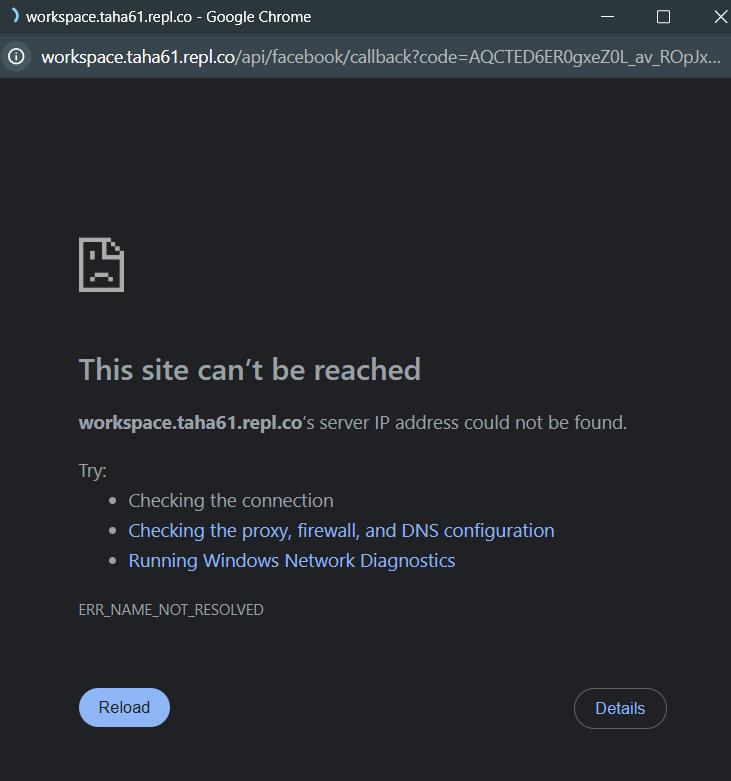 workspace.taha61.repl.co - Google Chrome
workspace.taha61.repl.co/api/facebook/callback?code=AQCTED6ER0gxeZ0L_av_ROpJx...
This site can’t be reached
workspace.taha61.repl.co’s server IP address could not be found.
Try:
Checking the connection
Checking the proxy, firewall, and DNS configuration
Running Windows Network Diagnostics
ERR_NAME_NOT_RESOLVED
Reload
Details